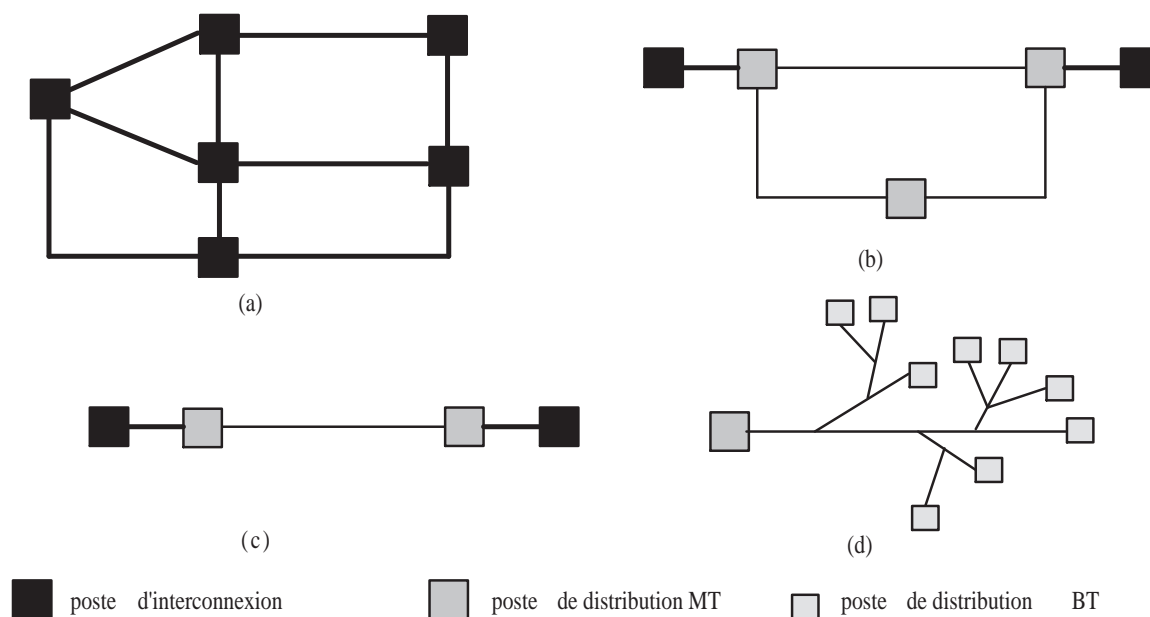 (a)
(b)
(c)
(d)
poste d'interconnexion
poste de distribution MT
poste de distribution BT